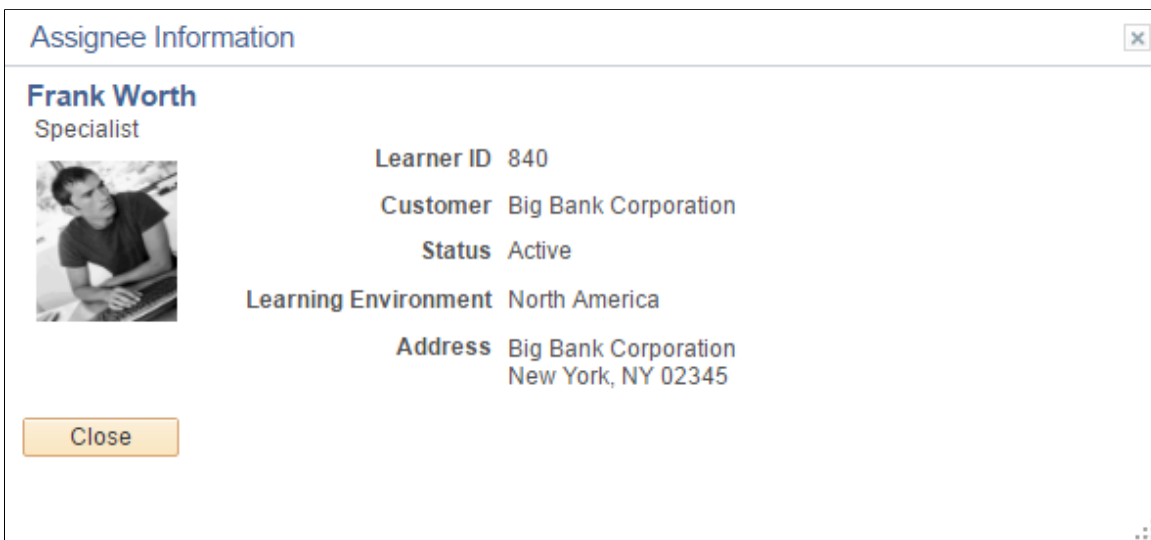 Assignee Information
Frank Worth
Specialist
Learner ID 840
Customer Big Bank Corporation
Status Active
Learning Environment North America
Address Big Bank Corporation
New York, NY 02345
Close